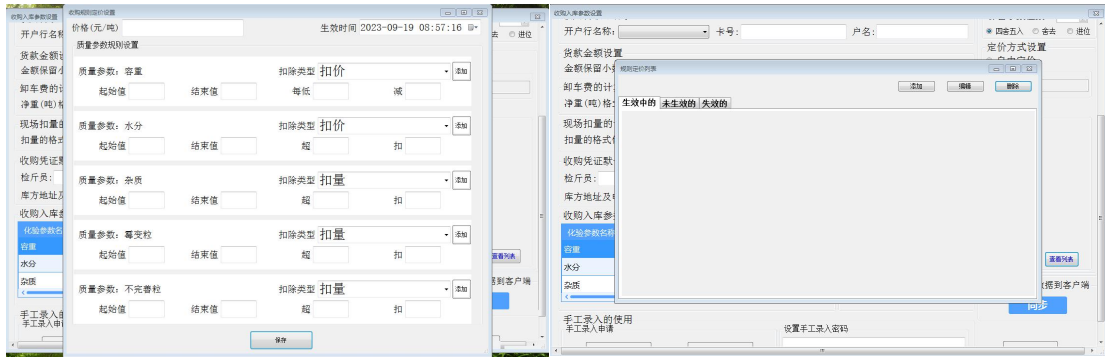 收购入库参数设置
收购规则定价设置
价格(元/吨)
生效时间 2023-09-19 08:57:16
质量参数规则设置
质量参数: 容重 扣除类型 扣价 添加
起始值 结束值 每低 减
质量参数: 水分 扣除类型 扣价 添加
起始值 结束值 超 扣
质量参数: 杂质 扣除类型 扣量 添加
起始值 结束值 超 扣
质量参数: 霉变粒 扣除类型 扣量 添加
起始值 结束值 超 扣
质量参数: 不完善粒 扣除类型 扣量 添加
起始值 结束值 超 扣
保存
开户行名称
货款金额
金额保留小
卸车费的计
净重(吨)
现场扣量的
扣量的格式
收购凭证
检斤员:
库方地址及
收购入库参
化验参数名
容重
水分
杂质
手工录入的
手工录入申
去 进位
查看列表
据到客户端
收购入库参数设置
开户行名称: 卡号: 户名:
四舍五入 舍去 进位
货款金额设置
定价方式设置
金额保留小
卸车费的计
净重(吨)格
现场扣量的
扣量的格式
收购凭证默
检斤员:
库方地址及
收购入库参
化验参数名称
容重
水分
杂质
规则定价列表
添加 编辑 删除
生效中的 未生效的 失效的
查看列表
据到客户端
同步
手工录入的使用
手工录入申请
设置手工录入密码